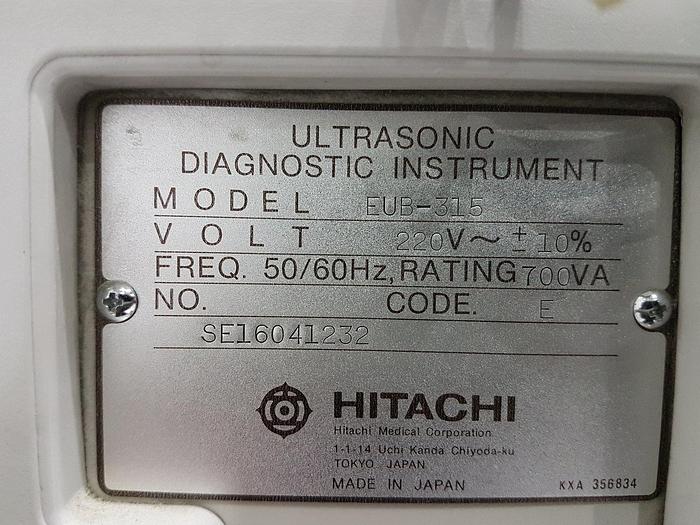 ULTRASONIC
DIAGNOSTIC INSTRUMENT
MODEL EUB-315
VOLT 220V~ ±10%
FREQ. 50/60Hz, RATING 700VA
NO. CODE. E
SE16041232
HITACHI
Hitachi Medical Corporation
1-1-14 Uchi Kanda Chiyoda-ku
TOKYO JAPAN
MADE IN JAPAN KXA 356834